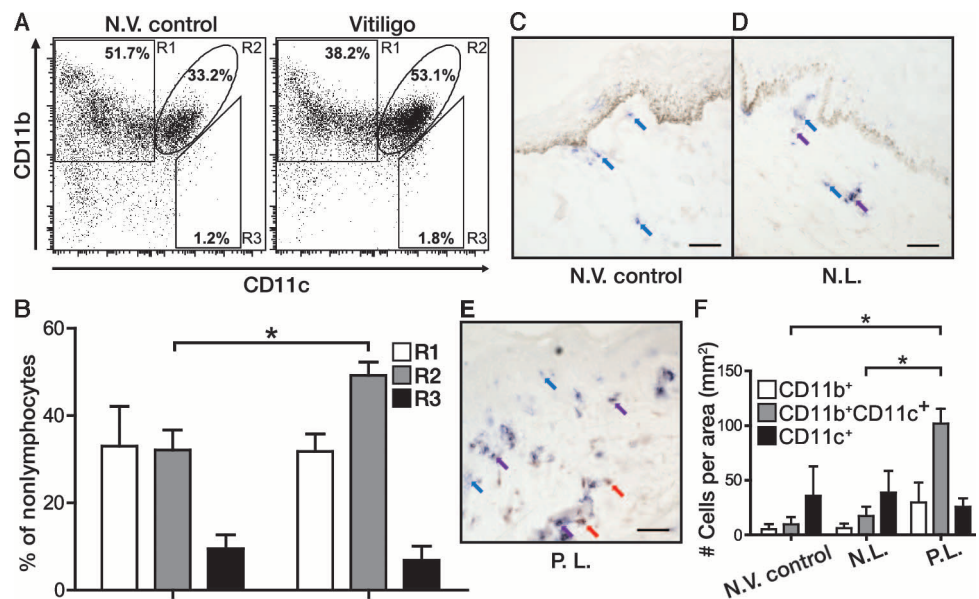 A
N.V. control
Vitiligo
51.7%
R1
R2
33.2%
1.2%
R3
38.2%
R1
R2
53.1%
1.8%
R3
CD11b
CD11c
C
D
N.V. control
N.L.
B
% of nonlymphocytes
60
40
20
0
*
R1
R2
R3
E
P. L.
F
# Cells per area (mm²)
150
100
50
0
*
*
CD11b⁺
CD11b⁺CD11c⁺
CD11c⁺
N.V. control
N.L.
P.L.